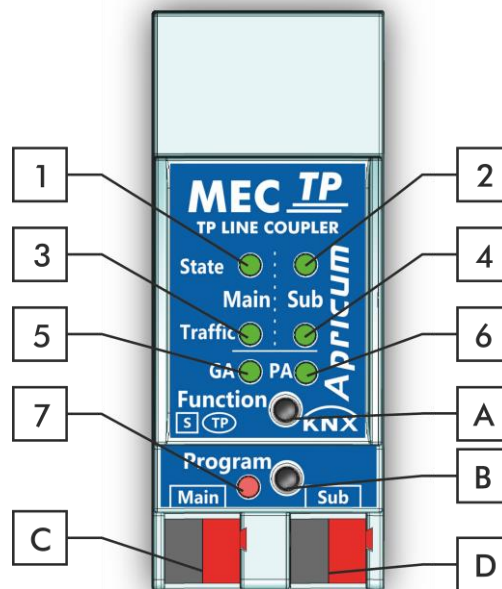 MEC TP
TP LINE COUPLER
1
2
State
Main Sub
3
4
Traffic
5
6
GA PA
Apricum
Function
S TP
KNX
A
7
Program
B
Main
Sub
C
D